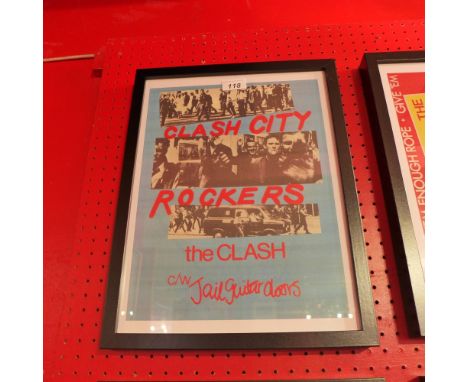 118
CLASH CITY
ROCKERS
the CLASH
c/w Jail guitar doors
ENOUGH ROPE • GIVE 'EM
THE